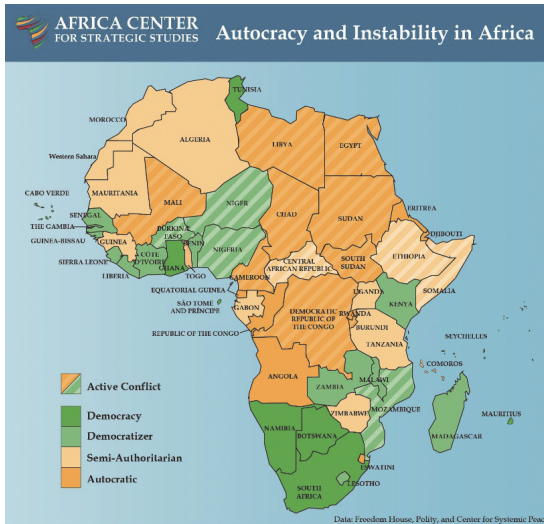 AFRICA CENTER
FOR STRATEGIC STUDIES
Autocracy and Instability in Africa
TUNISIA
MOROCCO
ALGERIA
LIBYA
EGYPT
Western Sahara
MAURITANIA
MALI
NIGER
CHAD
SUDAN
ERITREA
CABO VERDE
SENEGAL
THE GAMBIA
GUINEA-BISSAU
GUINEA
BURKINA
FASO
BENIN
NIGERIA
DJIBOUTI
SIERRA LEONE
CÔTE
D'IVOIRE
GHANA
LIBERIA
TOGO
CAMEROON
CENTRAL
AFRICAN REPUBLIC
SOUTH
SUDAN
ETHIOPIA
SOMALIA
EQUATORIAL GUINEA
SÃO TOMÉ
AND PRÍNCIPE
GABON
REPUBLIC OF THE CONGO
DEMOCRATIC
REPUBLIC OF
THE CONGO
UGANDA
KENYA
RWANDA
BURUNDI
TANZANIA
SEYCHELLUS
COMOROS
ANGOLA
ZAMBIA
MALAWI
MOZAMBIQUE
ZIMBABWE
NAMIBIA
BOTSWANA
MADAGASCAR
MAURITIUS
ESWATINI
LESOTHO
SOUTH
AFRICA
Active Conflict
Democracy
Democratizer
Semi-Authoritarian
Autocratic
Data: Freedom House, Polity, and Center for Systemic Peac